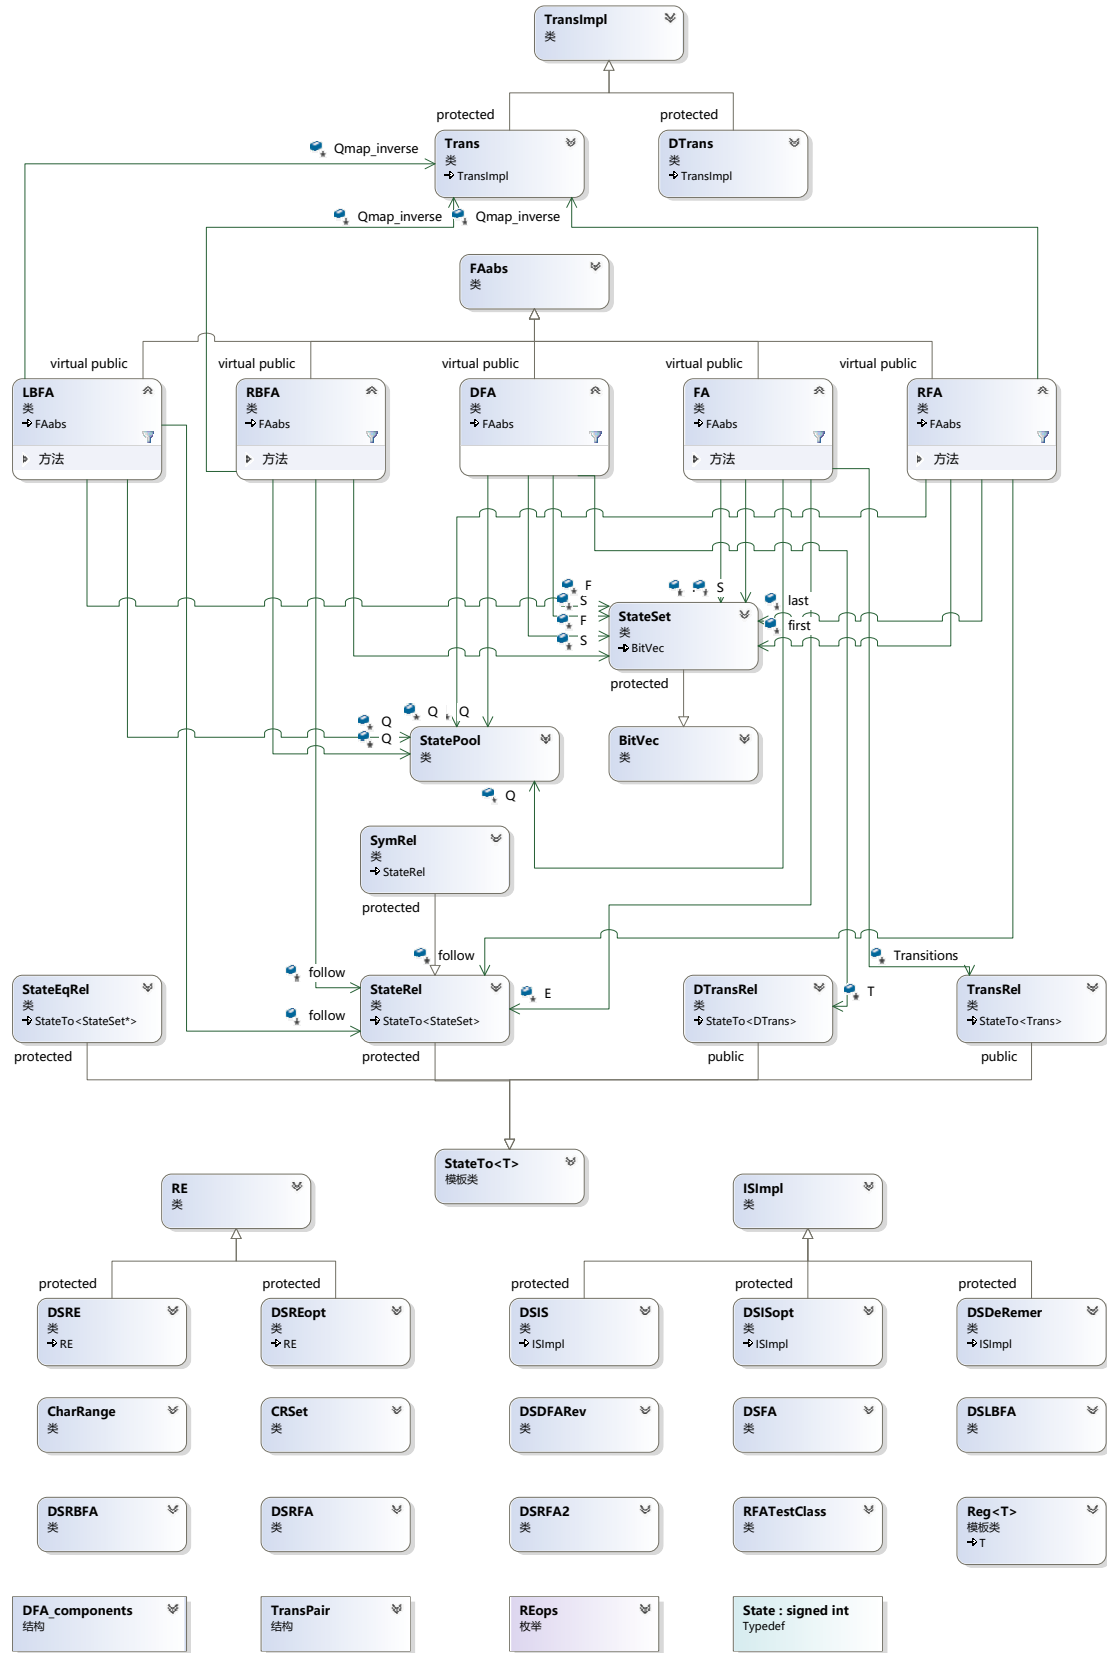 TransImpl
类
protected
protected
Trans
类
TransImpl
DTrans
类
TransImpl
Qmap_inverse
Qmap_inverse
Qmap_inverse
FAabs
类
virtual public
virtual public
virtual public
virtual public
virtual public
LBFA
类
FAabs
方法
RBFA
类
FAabs
方法
DFA
类
FAabs
FA
类
FAabs
方法
RFA
类
FAabs
方法
F
S
F
S
S
last
first
StateSet
类
BitVec
protected
Q
Q
Q
Q
StatePool
类
BitVec
类
Q
SymRel
类
StateRel
protected
follow
follow
follow
E
Transitions
T
StateEqRel
类
StateTo<StateSet*>
StateRel
类
StateTo<StateSet>
DTransRel
类
StateTo<DTrans>
TransRel
类
StateTo<Trans>
protected
protected
public
public
StateTo<T>
模板类
RE
类
ISImpl
类
protected
protected
protected
protected
protected
DSRE
类
RE
DSREopt
类
RE
DSIS
类
ISImpl
DSISopt
类
ISImpl
DSDeRemer
类
ISImpl
CharRange
类
CRSet
类
DSDFARev
类
DSFA
类
DSLBFA
类
DSRBFA
类
DSRFA
类
DSRFA2
类
RFATestClass
类
Reg<T>
模板类
T
DFA_components
结构
TransPair
结构
REops
枚举
State : signed int
Typedef